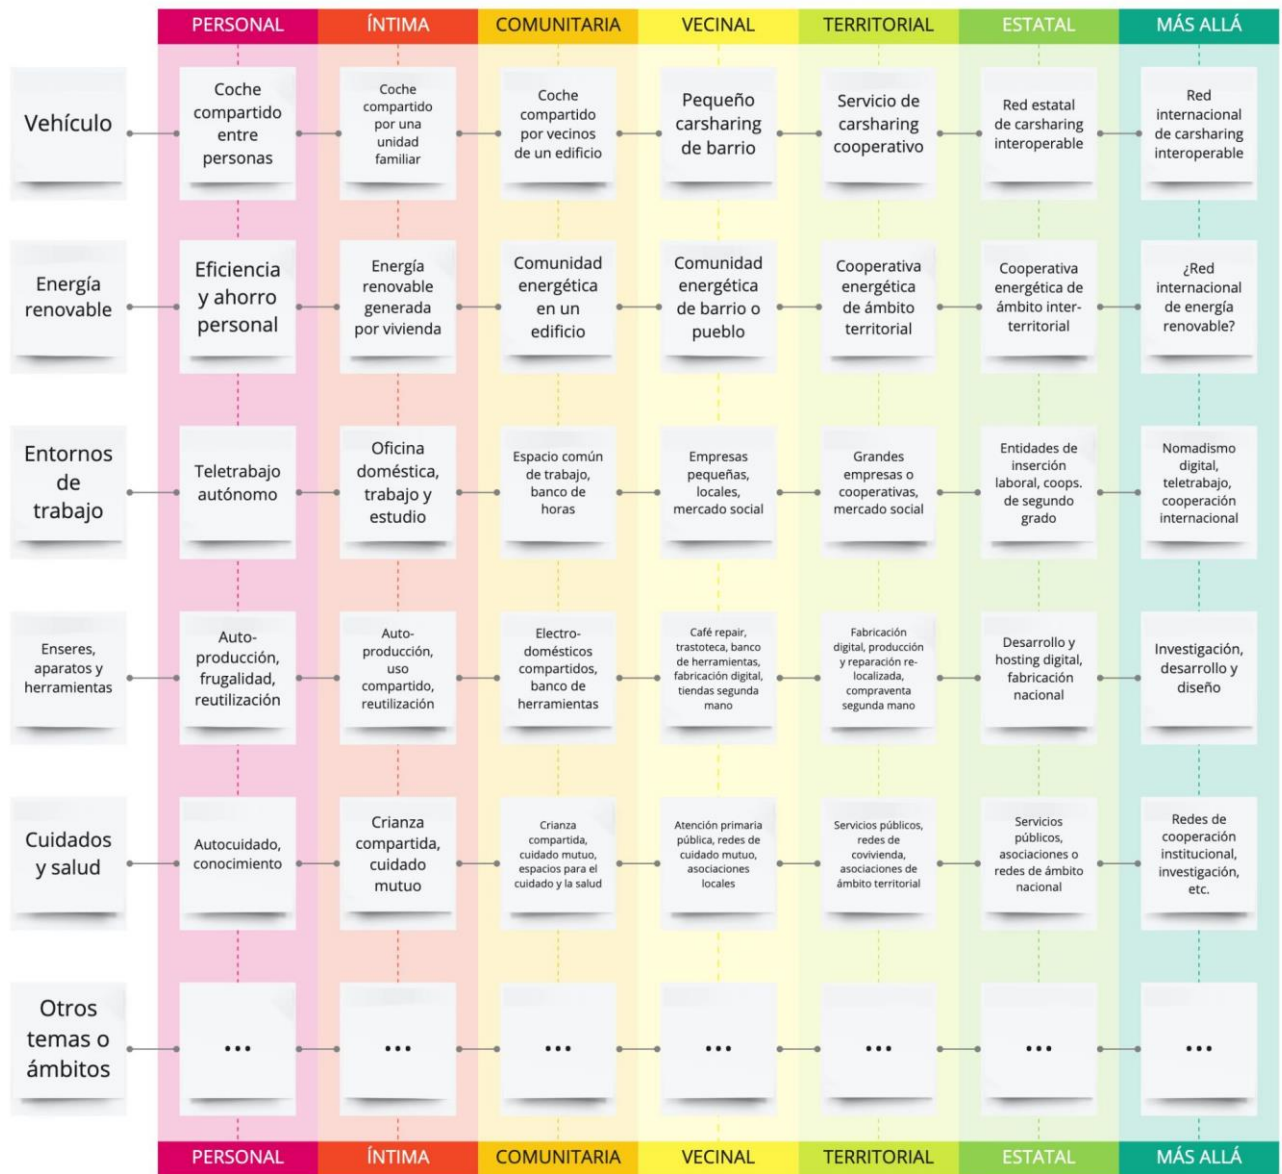 PERSONAL
ÍNTIMA
COMUNITARIA
VECINAL
TERRITORIAL
ESTATAL
MÁS ALLÁ
Vehículo
Coche
compartido
entre
personas
Coche
compartido
por una
unidad
familiar
Coche
compartido
por vecinos
de un edificio
Pequeño
carsharing
de barrio
Servicio de
carsharing
cooperativo
Red estatal
de carsharing
interoperable
Red
internacional
de carsharing
interoperable
Energía
renovable
Eficiencia
y ahorro
personal
Energía
renovable
generada
por vivienda
Comunidad
energética
en un
edificio
Comunidad
energética
de barrio o
pueblo
Cooperativa
energética
de ámbito
territorial
Cooperativa
energética de
ámbito inter-
territorial
¿Red
internacional
de energía
renovable?
Entornos
de
trabajo
Teletrabajo
autónomo
Oficina
doméstica,
trabajo y
estudio
Espacio común
de trabajo,
banco de
horas
Empresas
pequeñas,
locales,
mercado social
Grandes
empresas o
cooperativas,
mercado social
Entidades de
inserción
laboral, coops.
de segundo
grado
Nomadismo
digital,
teletrabajo,
cooperación
internacional
Enseres,
aparatos y
herramientas
Auto-
producción,
frugalidad,
reutilización
Auto-
producción,
uso
compartido,
reutilización
Electro-
domésticos
compartidos,
banco de
herramientas
Café repair,
trastoteca, banco
de herramientas,
fabricación digital,
tiendas segunda
mano
Fabricación
digital, producción
y reparación re-
localizada,
compraventa
segunda mano
Desarrollo y
hosting digital,
fabricación
nacional
Investigación,
desarrollo y
diseño
Cuidados
y salud
Autocuidado,
conocimiento
Crianza
compartida,
cuidado
mutuo
Crianza
compartida,
cuidado mutuo,
espacios para el
cuidado y la salud
Atención primaria
pública, redes de
cuidado mutuo,
asociaciones
locales
Servicios públicos,
redes de
covivienda,
asociaciones de
ámbito territorial
Servicios
públicos,
asociaciones o
redes de ámbito
nacional
Redes de
cooperación
institucional,
investigación,
etc.
Otros
temas o
ámbitos
...
...
...
...
...
...
...
PERSONAL
ÍNTIMA
COMUNITARIA
VECINAL
TERRITORIAL
ESTATAL
MÁS ALLÁ